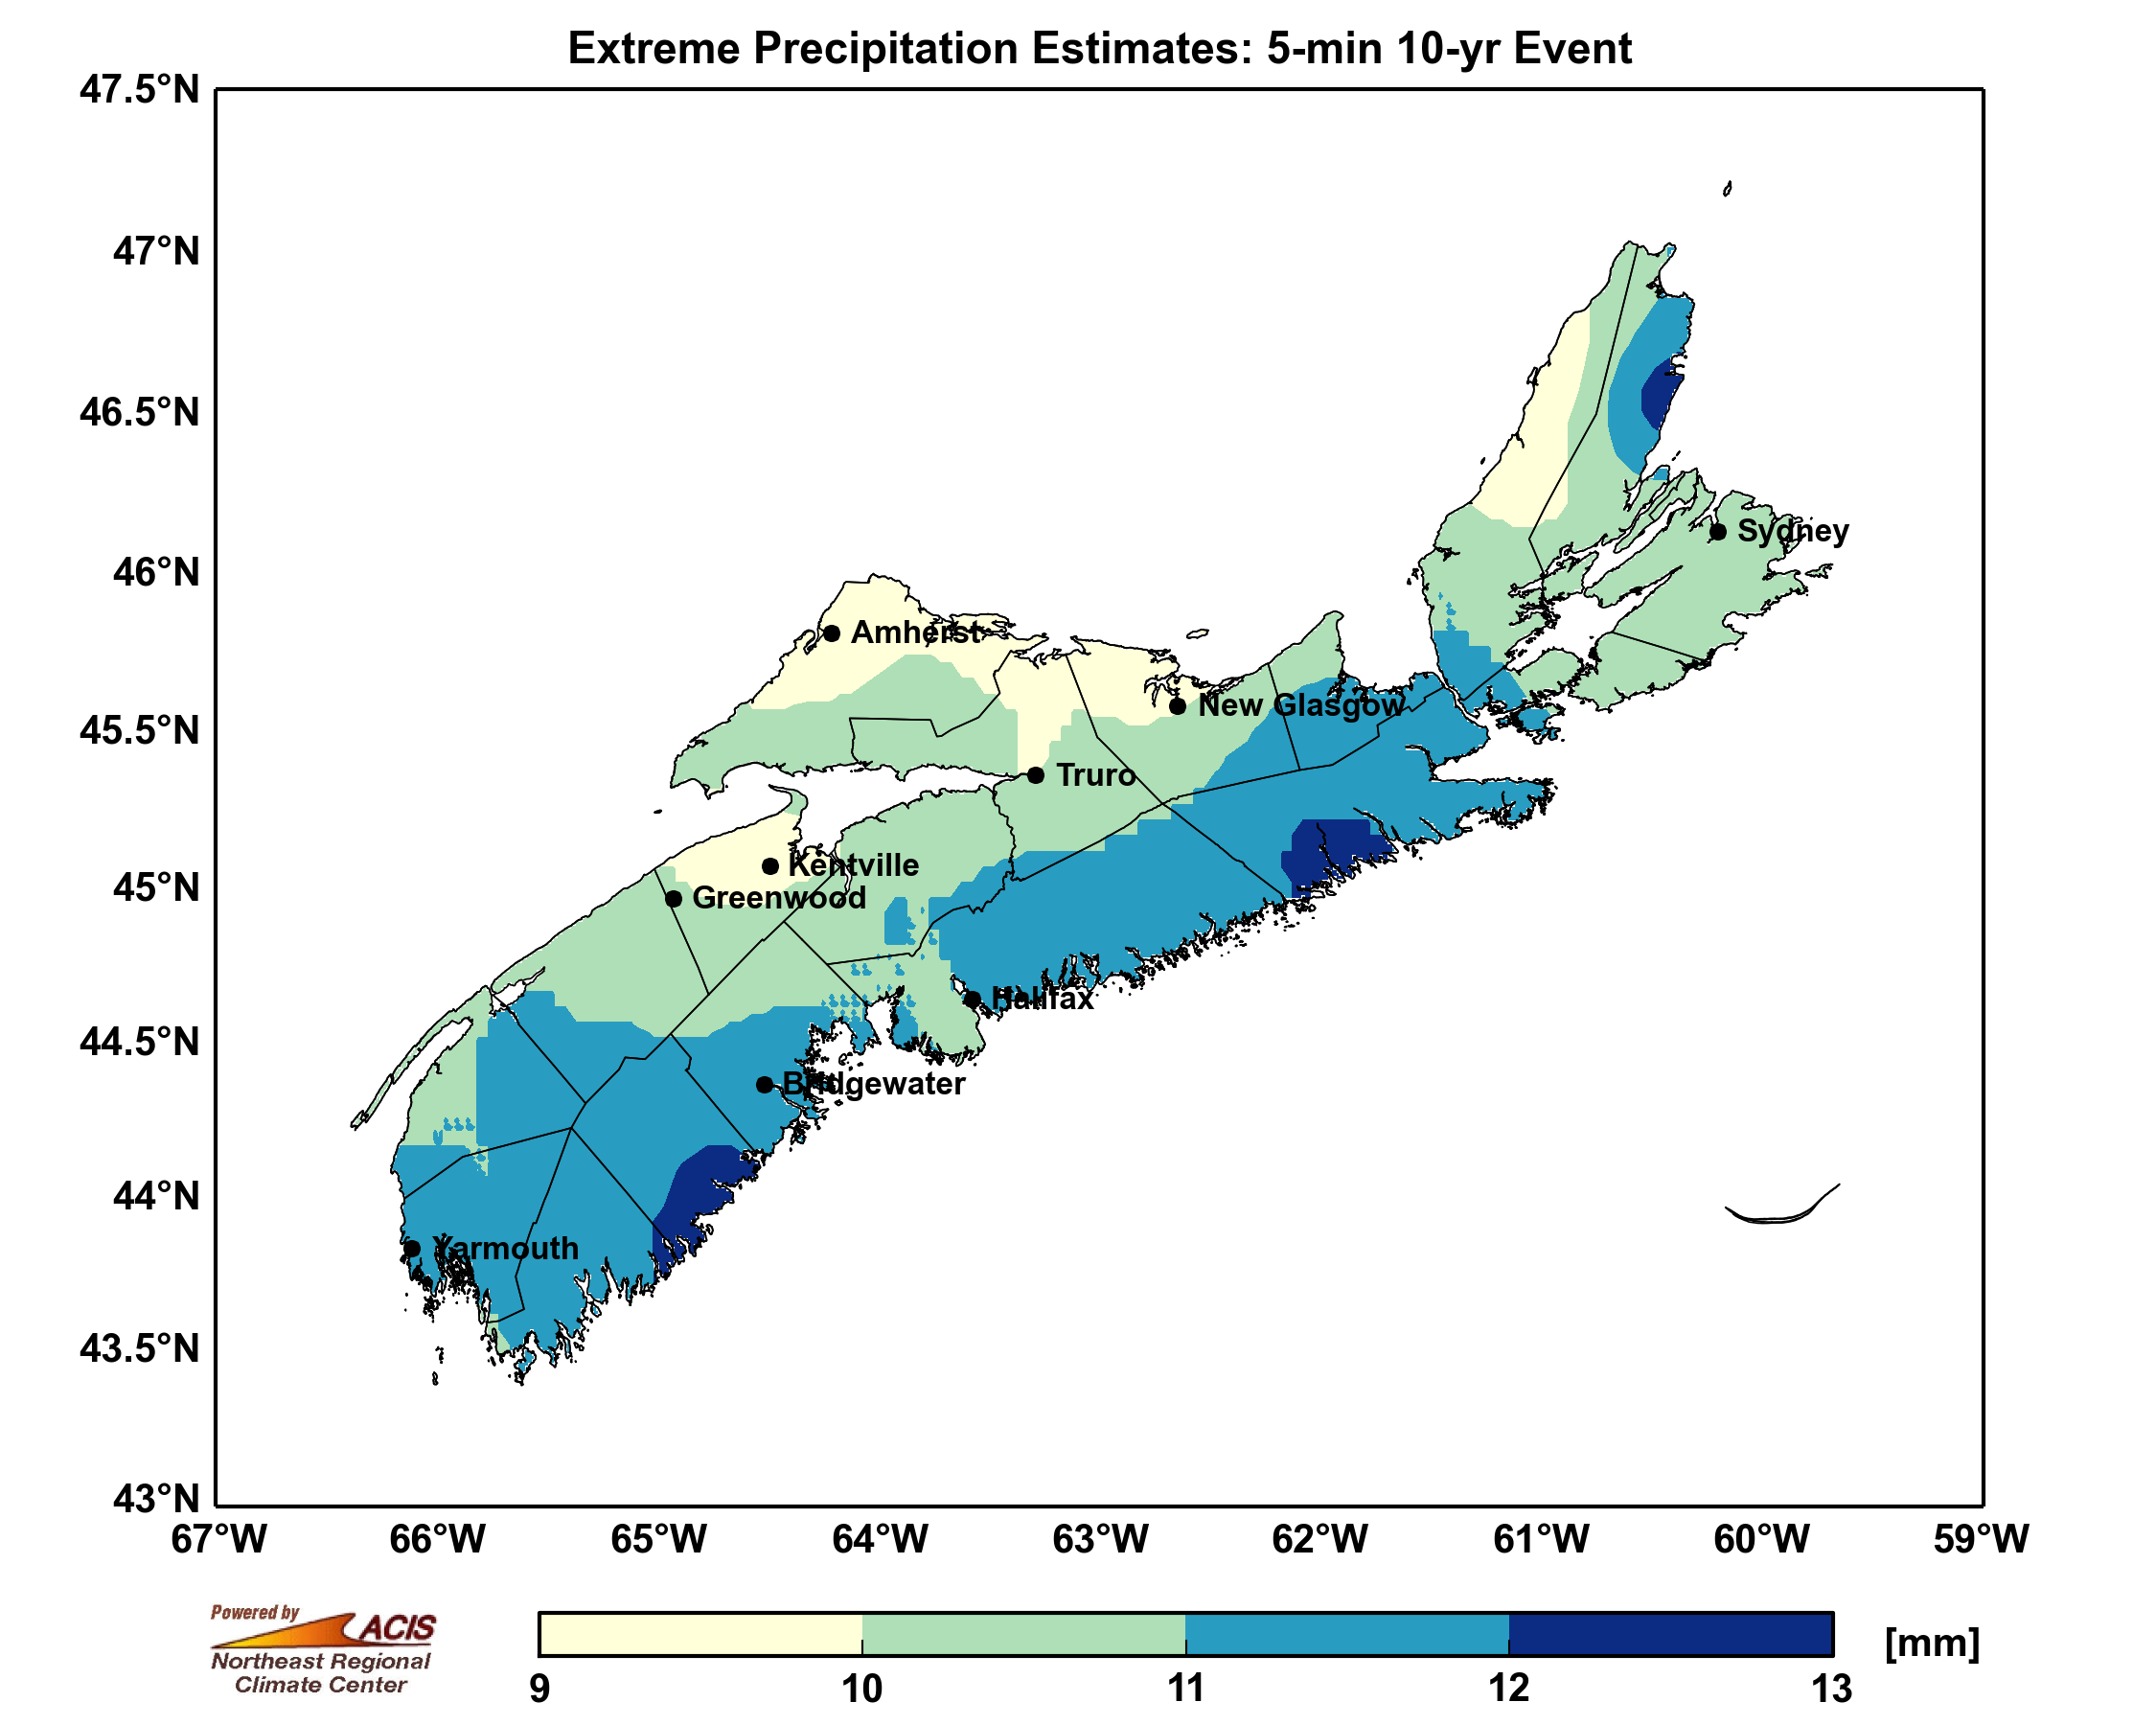 Extreme Precipitation Estimates: 5-min 10-yr Event
47.5°N
47°N
46.5°N
46°N
45.5°N
45°N
44.5°N
44°N
43.5°N
43°N
67°W 66°W 65°W 64°W 63°W 62°W 61°W 60°W 59°W
Sydney
Amherst
New Glasgow
Truro
Kentville
Greenwood
Halifax
Bridgewater
Yarmouth
Powered by
ACIS
Northeast Regional
Climate Center
9 10 11 12 13
[mm]